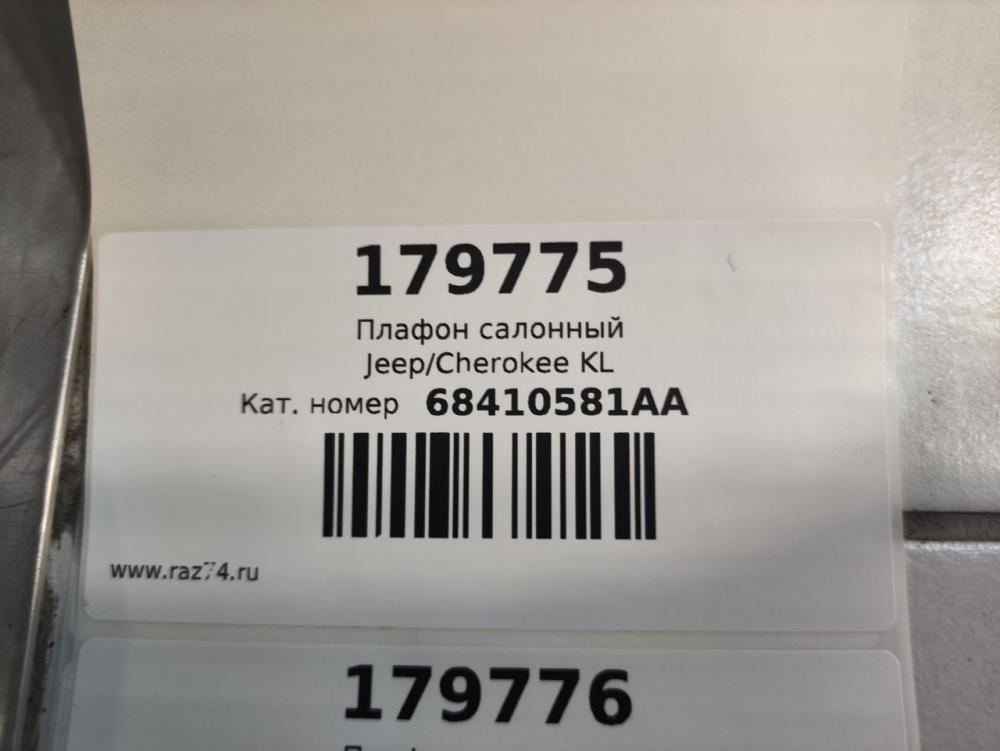 179775
Плафон салонный
Jeep/Cherokee KL
Кат. номер 68410581AA
www.raz74.ru
179776